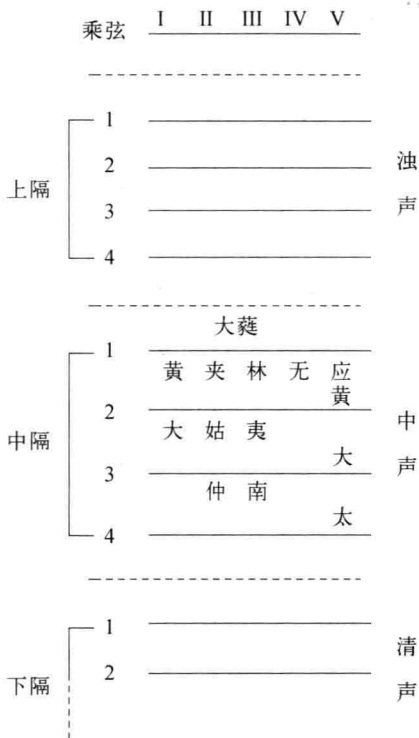 乘弦 I II III IV V
1
2 浊
上隔
3 声
4
大蕤
1
黄 夹 林 无 应
黄
2 中
大 姑 夷
中隔
大 声
3
仲 南
太
4
1 清
2
下隔 声